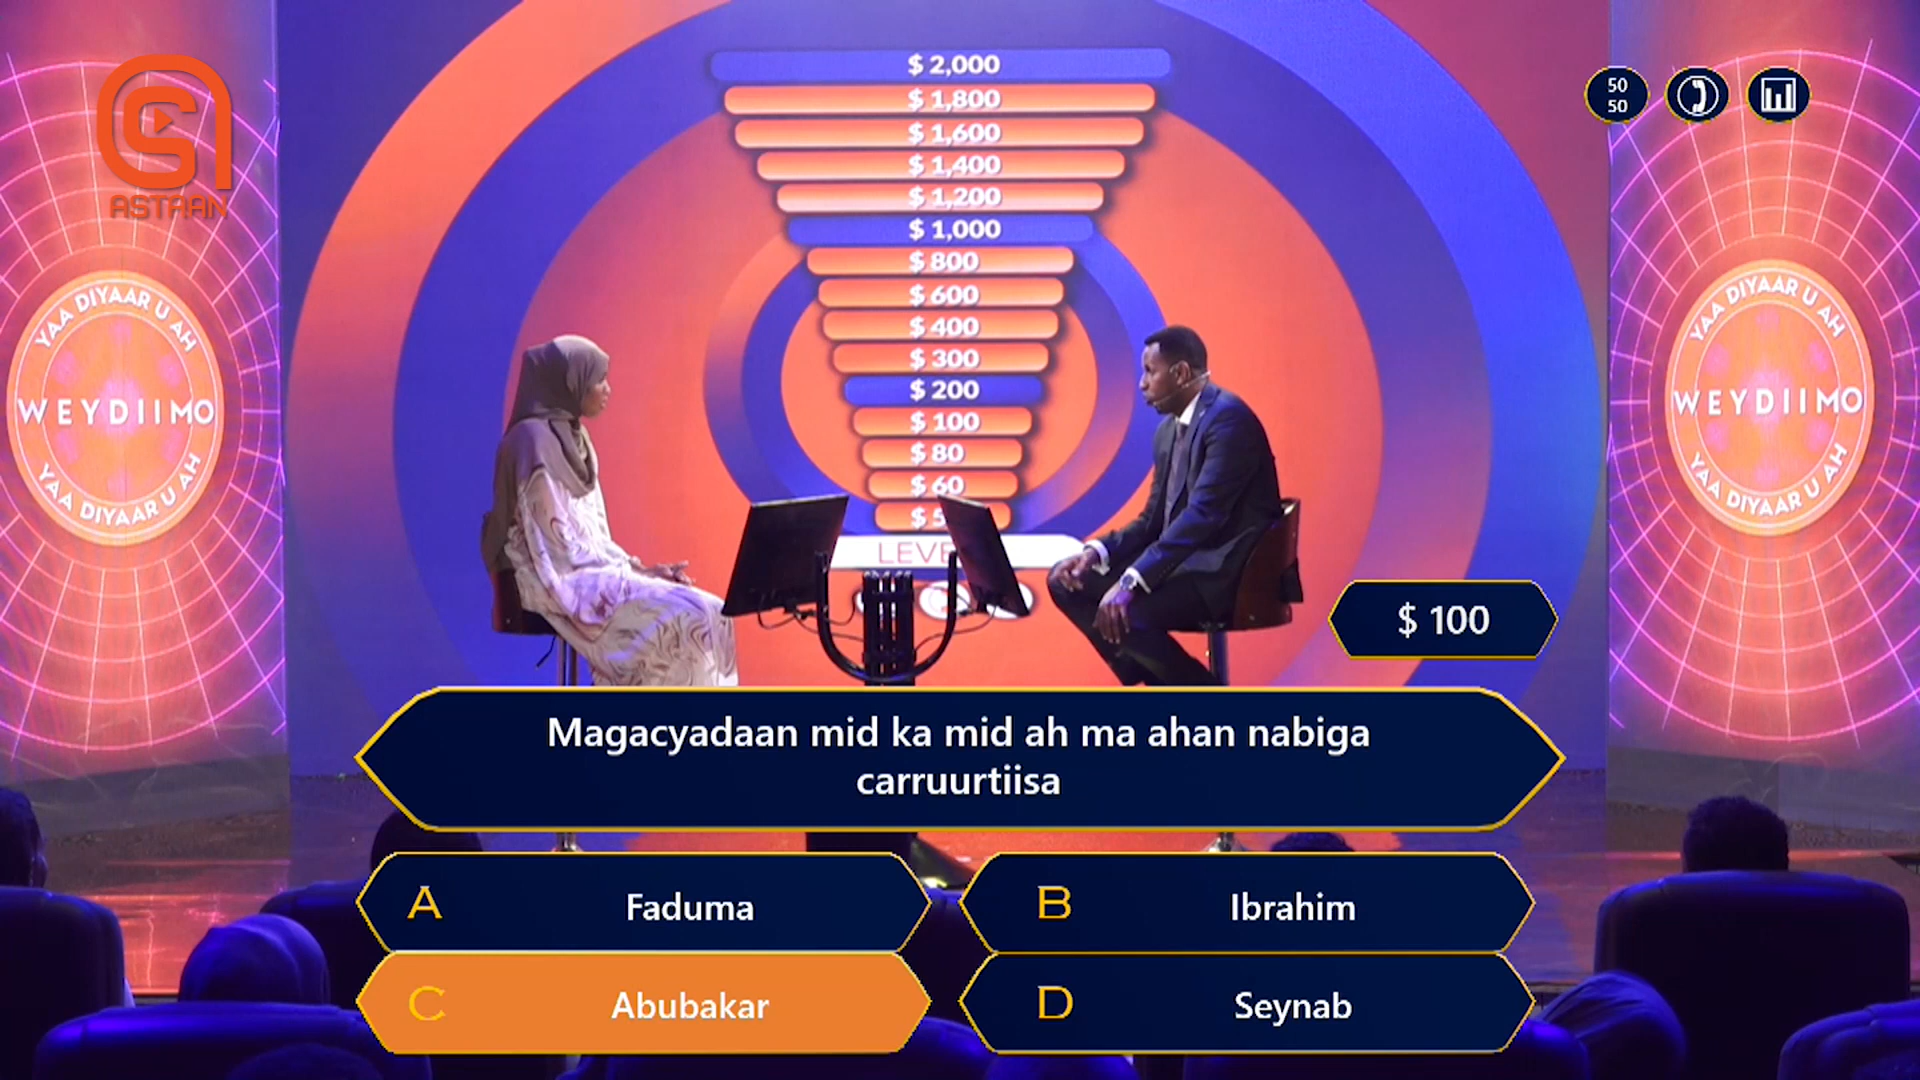 ASTAAN
$ 2,000
$ 1,800
$ 1,600
$ 1,400
$ 1,200
$ 1,000
$ 800
$ 600
$ 400
$ 300
$ 200
$ 100
$ 80
$ 60
50
50
YAA DIYAAR U AH
WEYDIIMO
YAA DIYAAR U AH
YAA DIYAAR U AH
WEYDIIMO
YAA DIYAAR U AH
$ 100
Magacyadaan mid ka mid ah ma ahan nabiga
carruurtiisa
A Faduma
B Ibrahim
C Abubakar
D Seynab